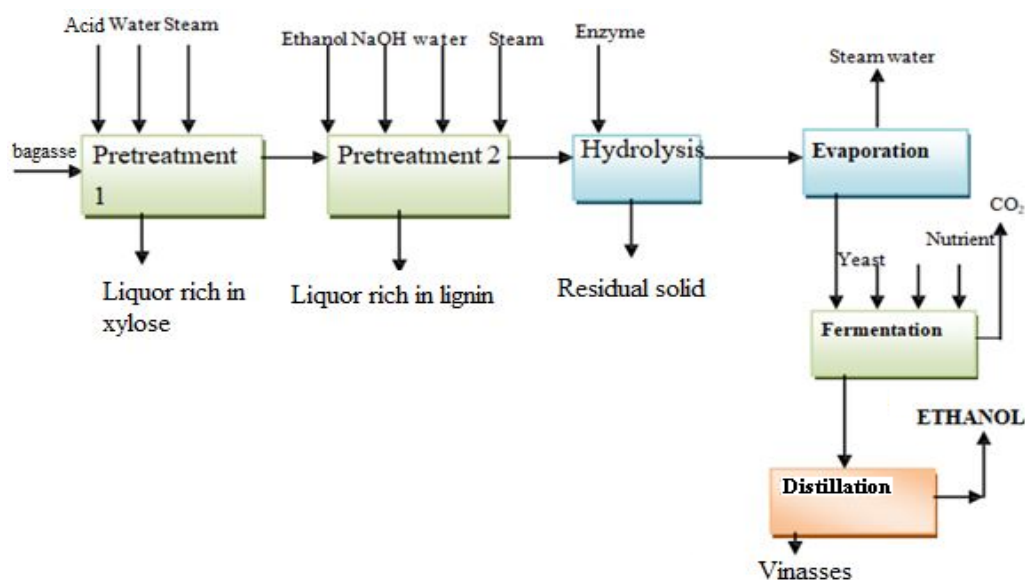 Acid Water Steam
Ethanol NaOH water Steam
Enzyme
Steam water
bagasse
Pretreatment
1
Pretreatment 2
Hydrolysis
Evaporation
CO₂
Liquor rich in
xylose
Liquor rich in lignin
Residual solid
Yeast
Nutrient
Fermentation
ETHANOL
Distillation
Vinasses